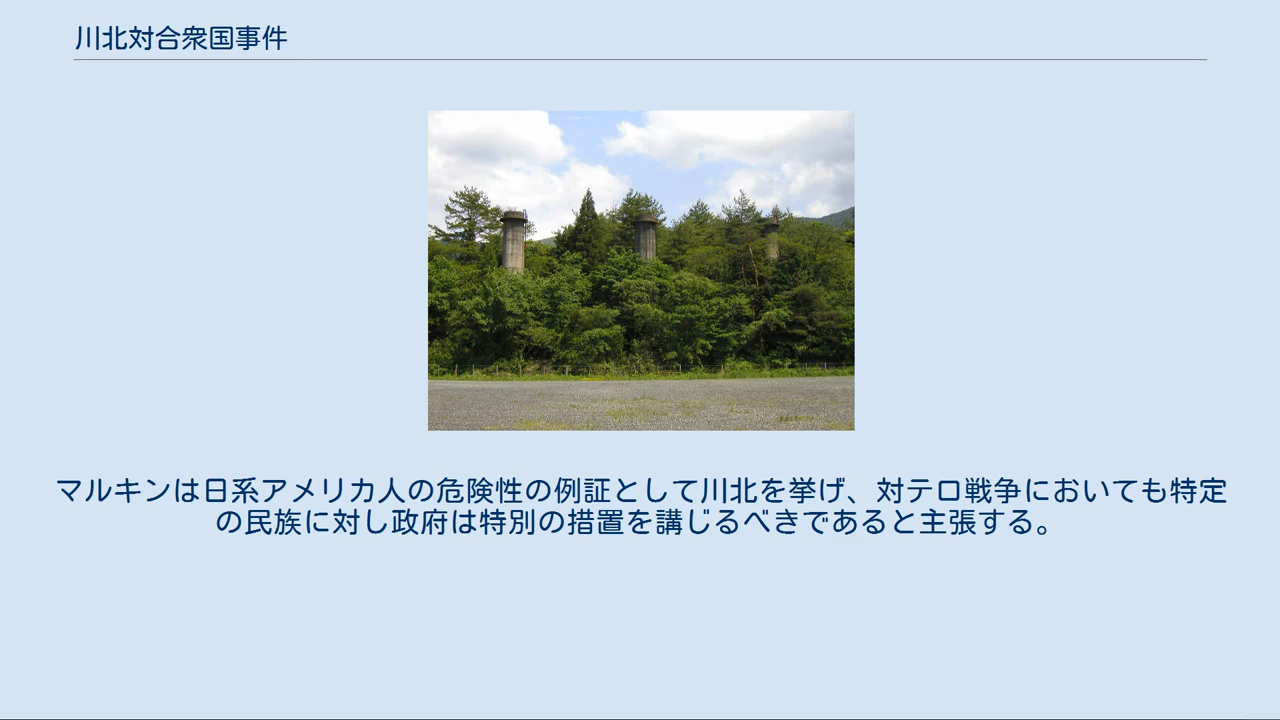 川北対合衆国事件
マルキンは日系アメリカ人の危険性の例証として川北を挙げ、対テロ戦争においても特定
の民族に対し政府は特別の措置を講じるべきであると主張する。